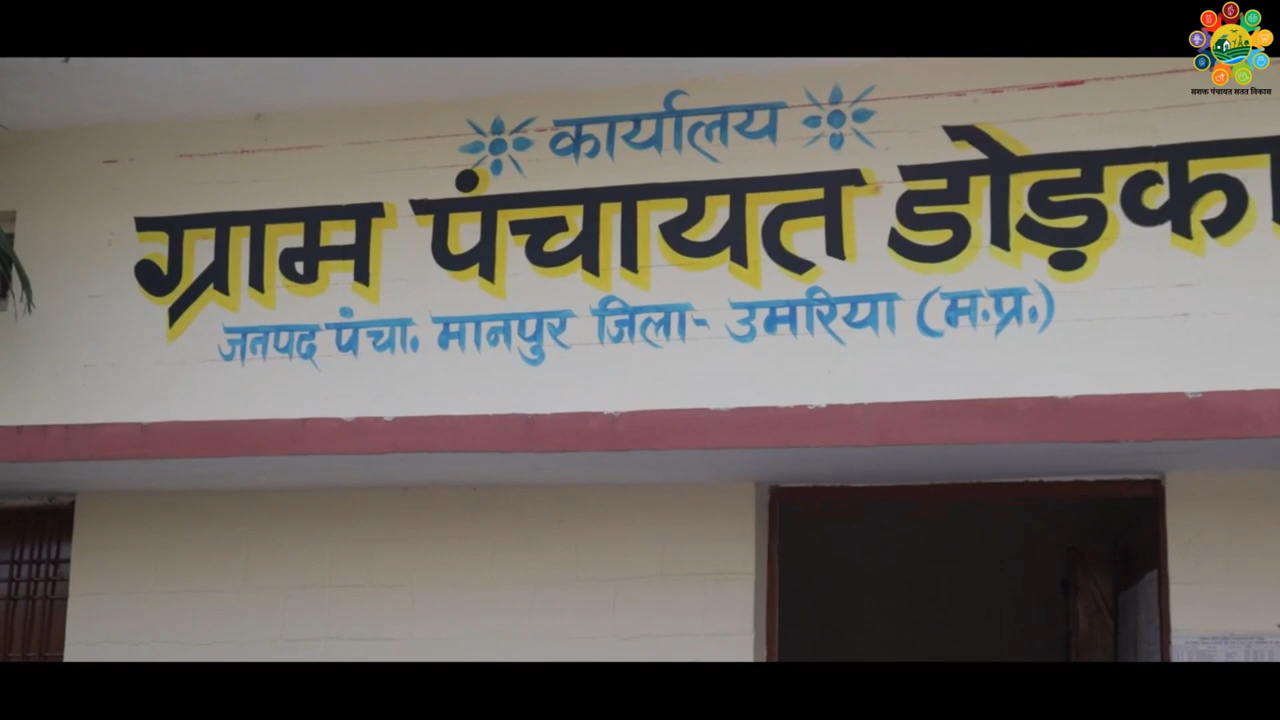 सशक्त पंचायत सतत विकास
कार्यालय
ग्राम पंचायत डोड़का
जनपद पंचा. मानपुर जिला- उमरिया (म.प्र.)